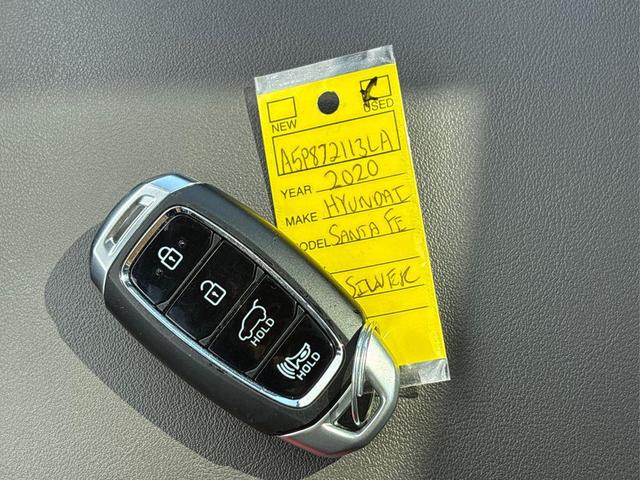 NEW USED
A5P872113LA
YEAR 2020
MAKE HYUNDAI
ODEL SANTA FE
SILVER
HOLD
HOLD